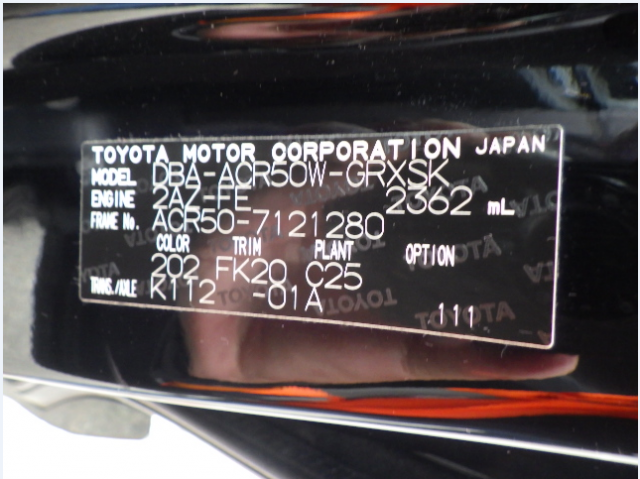 TOYOTA MOTOR CORPORATION JAPAN
MODEL DBA-ACR50W-GRXSK
ENGINE 2AZ-FE 2362 mL
FRAME No. ACR50-7121280
COLOR TRIM PLANT OPTION
202 FK20 C25
TRANS./AXLE K112 -01A
111